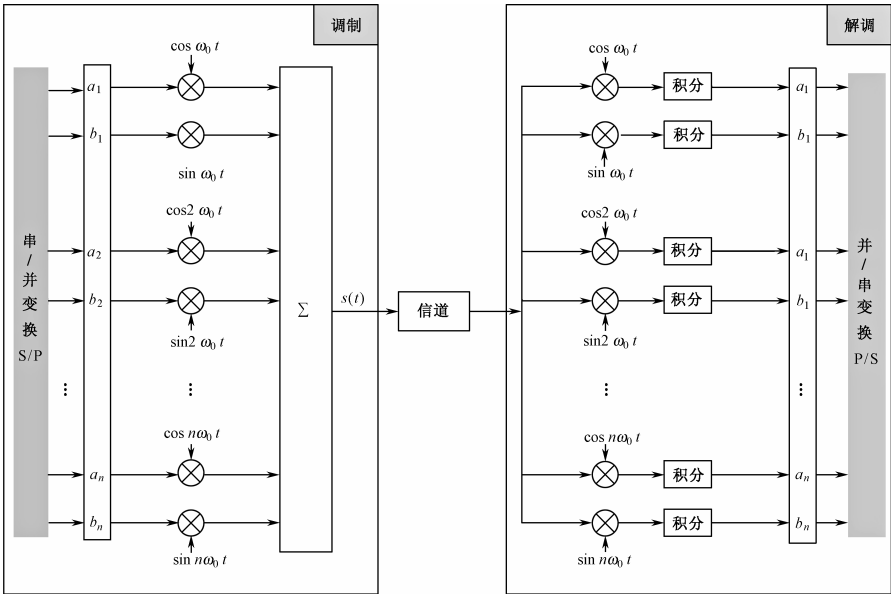 调制
解调
串/并变换 S/P
a1
b1
a2
b2
⋮
an
bn
cos ω0 t
sin ω0 t
cos2 ω0 t
sin2 ω0 t
⋮
cos nω0 t
sin nω0 t
Σ
s(t)
信道
cos ω0 t
积分
a1
积分
b1
sin ω0 t
cos2 ω0 t
积分
a1
积分
b1
sin2 ω0 t
⋮
⋮
cos nω0 t
积分
an
积分
bn
sin nω0 t
并/串变换 P/S